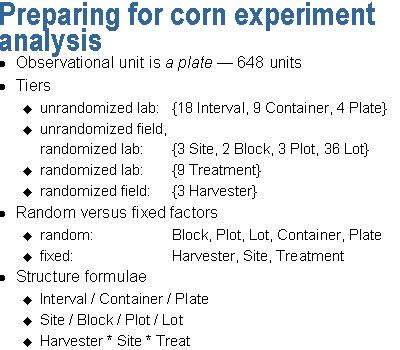 Preparing for corn experiment
analysis
● Observational unit is a plate — 648 units
● Tiers
◆ unrandomized lab: {18 Interval, 9 Container, 4 Plate}
◆ unrandomized field,
randomized lab: {3 Site, 2 Block, 3 Plot, 36 Lot}
◆ randomized lab: {9 Treatment}
◆ randomized field: {3 Harvester}
● Random versus fixed factors
◆ random: Block, Plot, Lot, Container, Plate
◆ fixed: Harvester, Site, Treatment
● Structure formulae
◆ Interval / Container / Plate
◆ Site / Block / Plot / Lot
◆ Harvester * Site * Treat